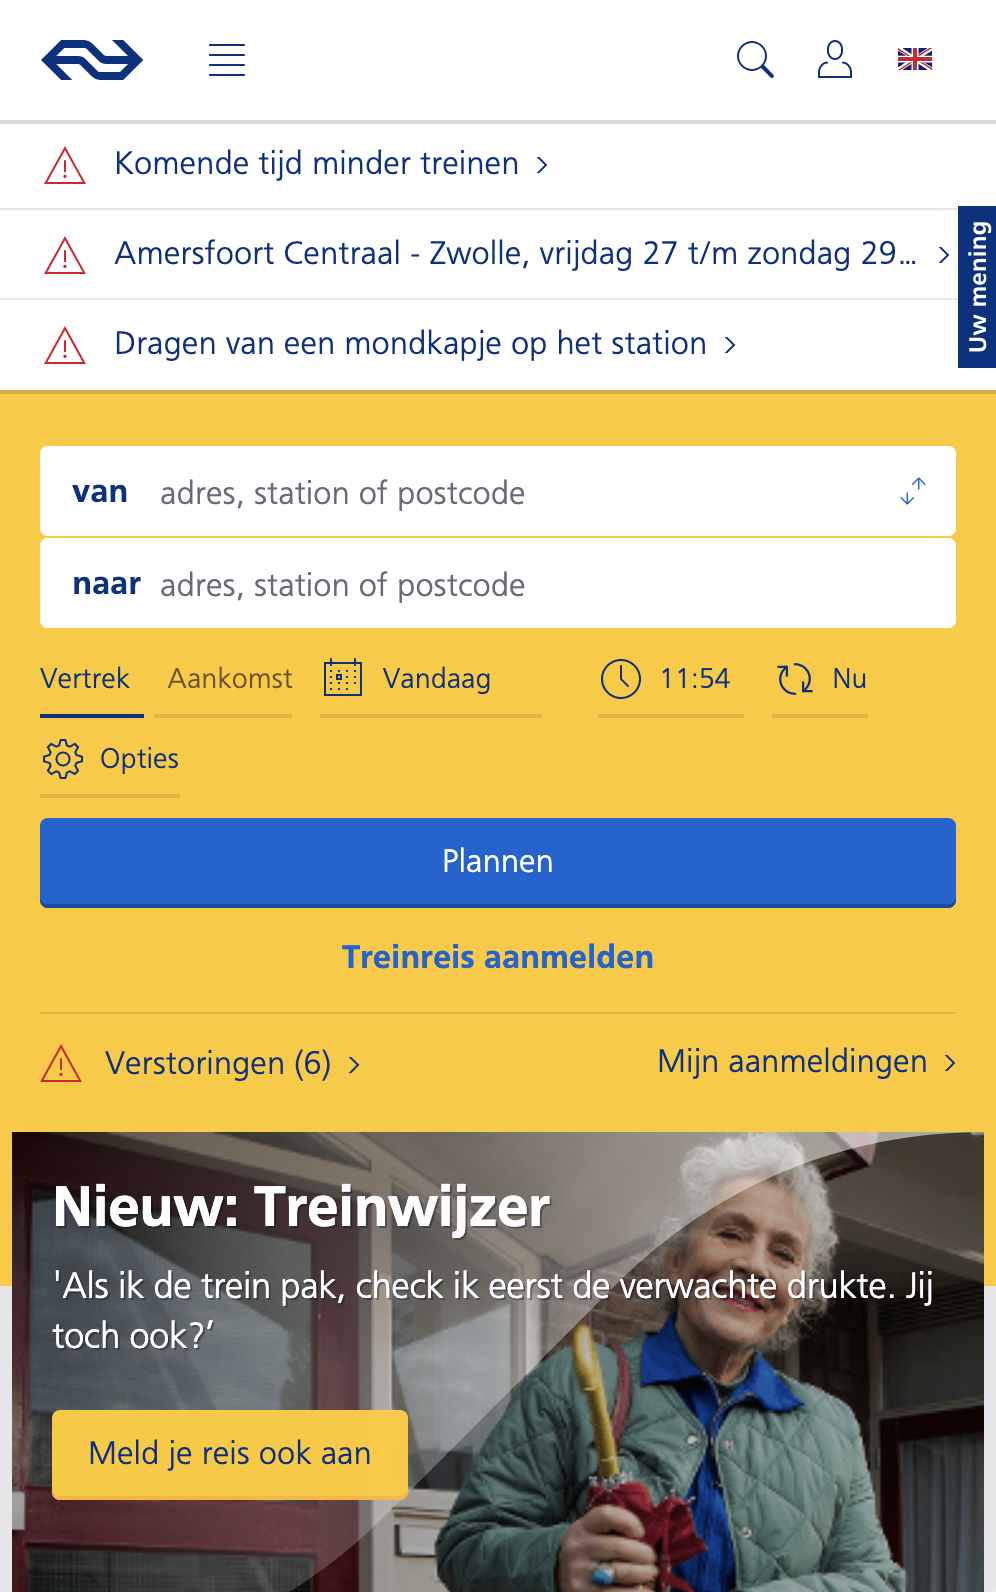 Komende tijd minder treinen
Amersfoort Centraal - Zwolle, vrijdag 27 t/m zondag 29...
Uw mening
Dragen van een mondkapje op het station
van adres, station of postcode
naar adres, station of postcode
Vertrek Aankomst Vandaag 11:54 Nu
Opties
Plannen
Treinreis aanmelden
Verstoringen (6) Mijn aanmeldingen
Nieuw: Treinwijzer
'Als ik de trein pak, check ik eerst de verwachte drukte. Jij
toch ook?’
Meld je reis ook aan